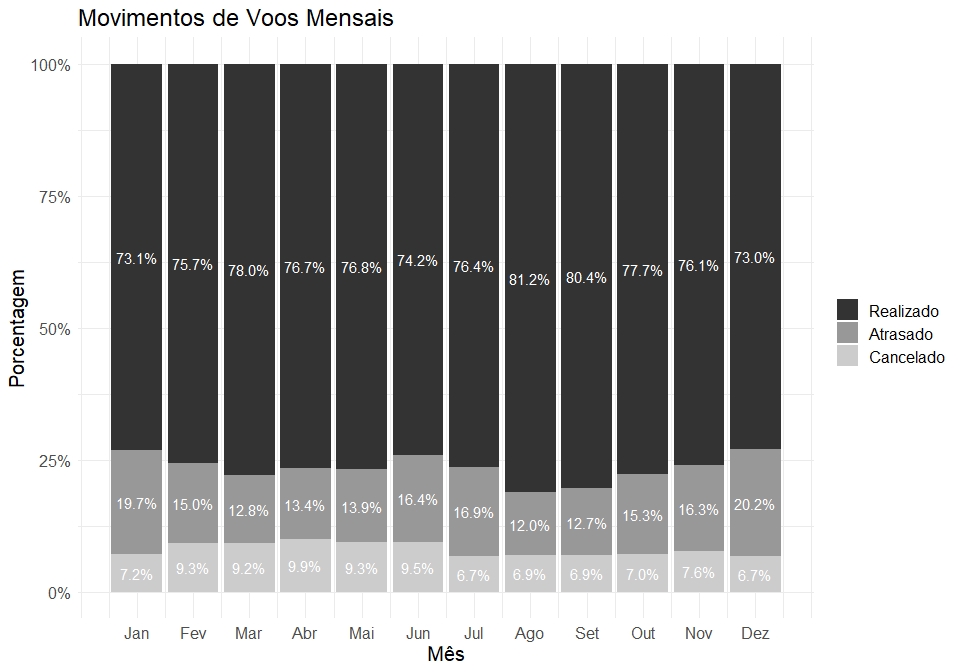 Movimentos de Voos Mensais
Porcentagem
100%
75%
50%
25%
0%
73.1% 75.7% 78.0% 76.7% 76.8% 74.2% 76.4% 81.2% 80.4% 77.7% 76.1% 73.0%
19.7% 15.0% 12.8% 13.4% 13.9% 16.4% 16.9% 12.0% 12.7% 15.3% 16.3% 20.2%
7.2% 9.3% 9.2% 9.9% 9.3% 9.5% 6.7% 6.9% 6.9% 7.0% 7.6% 6.7%
Jan Fev Mar Abr Mai Jun Jul Ago Set Out Nov Dez
Mês
Realizado
Atrasado
Cancelado